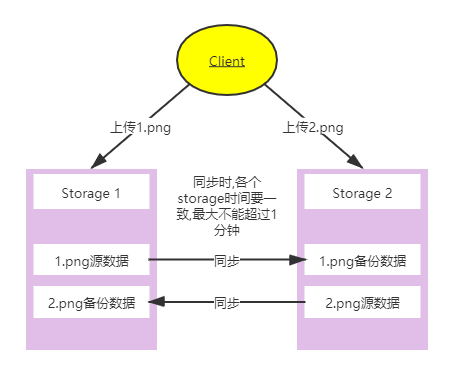 Client
上传1.png
上传2.png
Storage 1
同步时,各个
storage时间要一
致,最大不能超过1
分钟
Storage 2
1.png源数据
同步
1.png备份数据
2.png备份数据
同步
2.png源数据